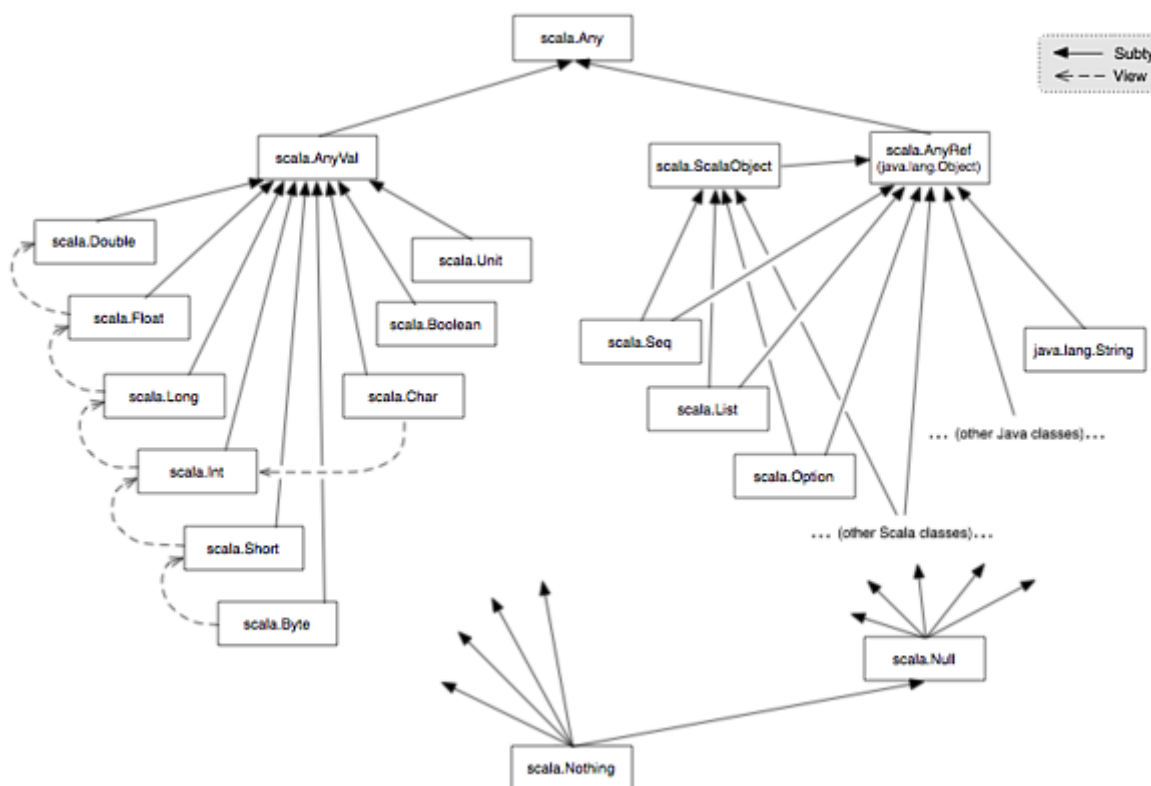 scala.Any
Subty
View
scala.AnyVal
scala.ScalaObject
scala.AnyRef
(java.lang.Object)
scala.Double
scala.Unit
scala.Float
scala.Boolean
scala.Seq
java.lang.String
scala.Long
scala.Char
scala.List
... (other Java classes)...
scala.Int
scala.Option
scala.Short
... (other Scala classes)...
scala.Byte
scala.Null
scala.Nothing